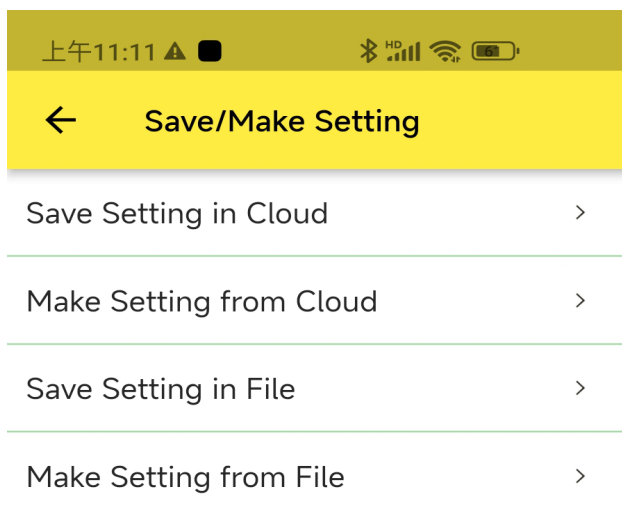 上午11:11
HD
Save/Make Setting
Save Setting in Cloud
Make Setting from Cloud
Save Setting in File
Make Setting from File